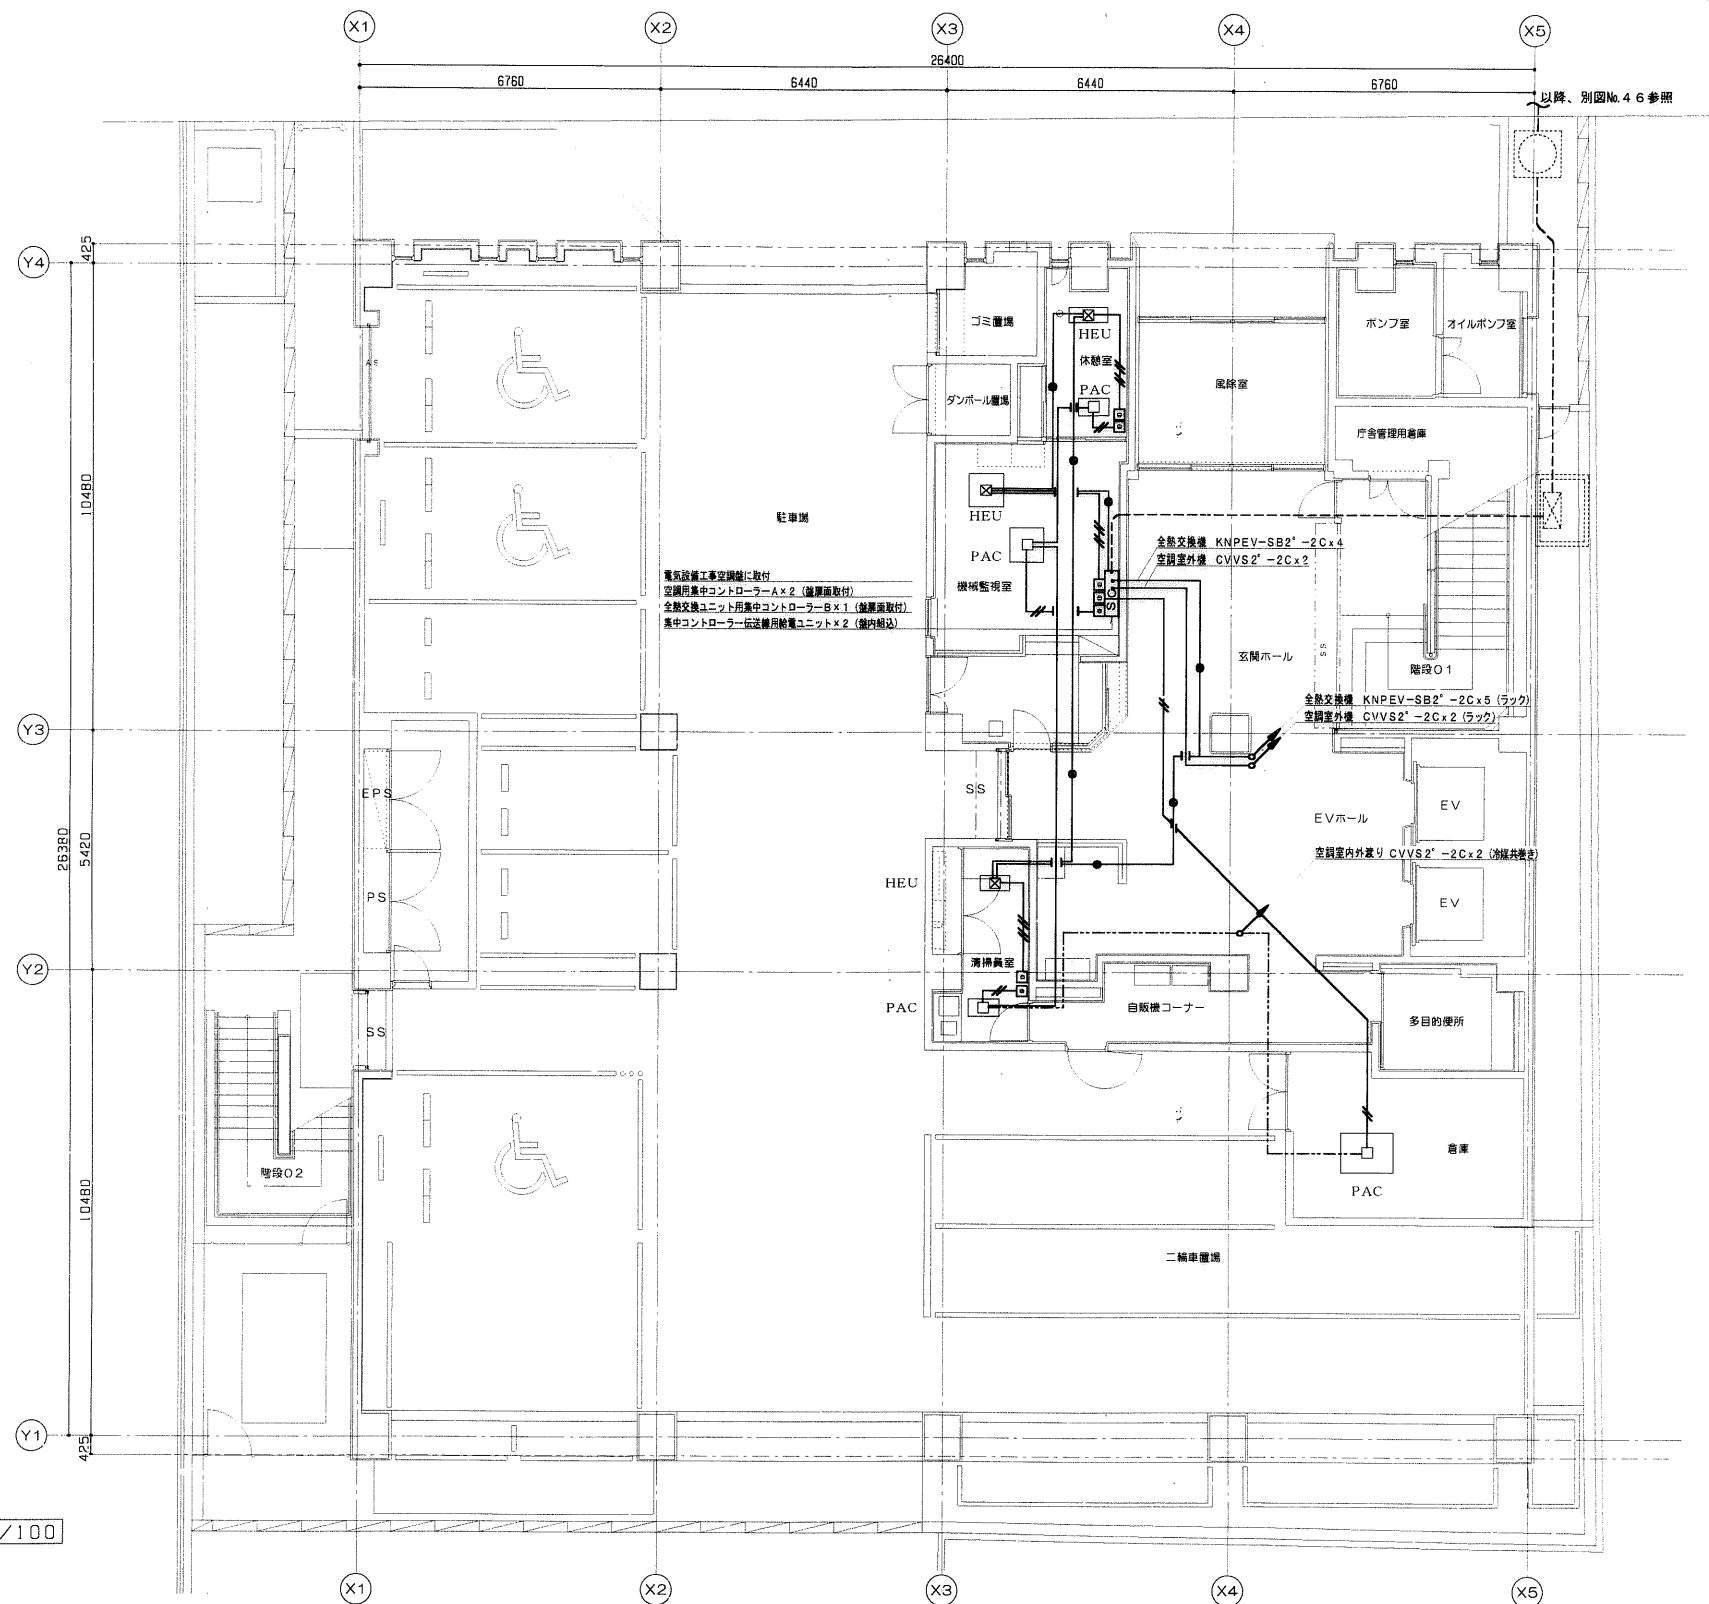 X1
X2
X3
X4
X5
26400
6760
6440
6440
6760
以降、別図No.46参照
425
Y4
ゴミ置場
HEU
休憩室
PAC
ポンプ室
オイルポンプ室
AS
風除室
ダンボール置場
庁舎管理用倉庫
10480
駐車場
HEU
PAC
機械監視室
全熱交換機 KNPEV-SB2°-2C×4
空調室外機 CVVS2°-2C×2
電気設備工事空調盤に取付
空調用集中コントローラーA×2 (盤扉面取付)
全熱交換ユニット用集中コントローラーB×1 (盤扉面取付)
集中コントローラー伝送線用給電ユニット×2 (盤内組込)
玄関ホール
SS
階段01
全熱交換機 KNPEV-SB2°-2C×5 (ラック)
空調室外機 CVVS2°-2C×2 (ラック)
Y3
EPS
SS
EV
EVホール
26380
5420
空調室内外渡り CVVS2°-2C×2 (冷媒共巻き)
HEU
PS
EV
Y2
清掃員室
PAC
自販機コーナー
多目的便所
SS
階段02
倉庫
PAC
10480
二輪車置場
Y1
425
/100
X1
X2
X3
X4
X5